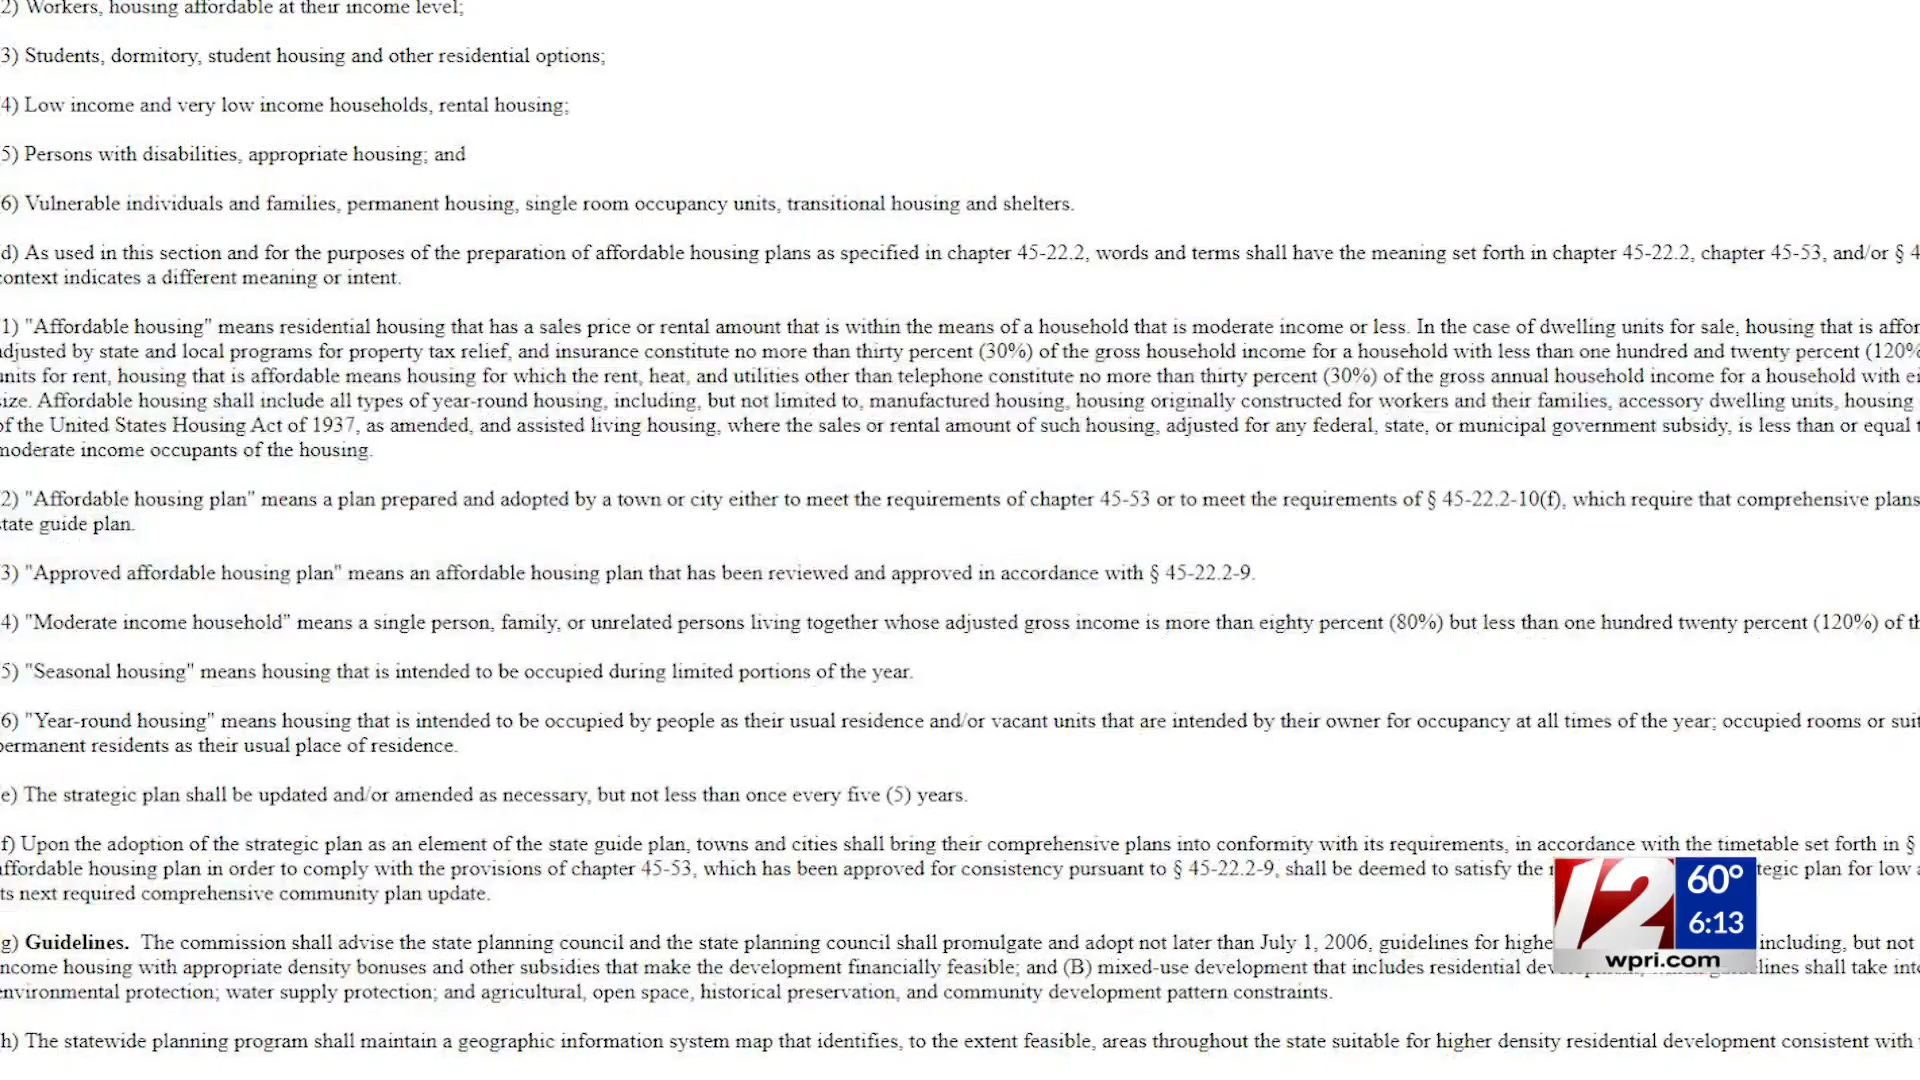 2) Workers, housing affordable at their income level;
3) Students, dormitory, student housing and other residential options;
4) Low income and very low income households, rental housing;
5) Persons with disabilities, appropriate housing; and
6) Vulnerable individuals and families, permanent housing, single room occupancy units, transitional housing and shelters.
d) As used in this section and for the purposes of the preparation of affordable housing plans as specified in chapter 45-22.2, words and terms shall have the meaning set forth in chapter 45-22.2, chapter 45-53, and/or § 4
ontext indicates a different meaning or intent.
1) "Affordable housing" means residential housing that has a sales price or rental amount that is within the means of a household that is moderate income or less. In the case of dwelling units for sale, housing that is affor
adjusted by state and local programs for property tax relief, and insurance constitute no more than thirty percent (30%) of the gross household income for a household with less than one hundred and twenty percent (120%
units for rent, housing that is affordable means housing for which the rent, heat, and utilities other than telephone constitute no more than thirty percent (30%) of the gross annual household income for a household with ei
size. Affordable housing shall include all types of year-round housing, including, but not limited to, manufactured housing, housing originally constructed for workers and their families, accessory dwelling units, housing
of the United States Housing Act of 1937, as amended, and assisted living housing, where the sales or rental amount of such housing, adjusted for any federal, state, or municipal government subsidy, is less than or equal t
moderate income occupants of the housing.
2) "Affordable housing plan" means a plan prepared and adopted by a town or city either to meet the requirements of chapter 45-53 or to meet the requirements of § 45-22.2-10(f), which require that comprehensive plans
state guide plan.
3) "Approved affordable housing plan" means an affordable housing plan that has been reviewed and approved in accordance with § 45-22.2-9.
4) "Moderate income household" means a single person, family, or unrelated persons living together whose adjusted gross income is more than eighty percent (80%) but less than one hundred twenty percent (120%) of th
5) "Seasonal housing" means housing that is intended to be occupied during limited portions of the year.
6) "Year-round housing" means housing that is intended to be occupied by people as their usual residence and/or vacant units that are intended by their owner for occupancy at all times of the year; occupied rooms or suit
permanent residents as their usual place of residence.
e) The strategic plan shall be updated and/or amended as necessary, but not less than once every five (5) years.
f) Upon the adoption of the strategic plan as an element of the state guide plan, towns and cities shall bring their comprehensive plans into conformity with its requirements, in accordance with the timetable set forth in §
affordable housing plan in order to comply with the provisions of chapter 45-53, which has been approved for consistency pursuant to § 45-22.2-9, shall be deemed to satisfy the tegic plan for low
ts next required comprehensive community plan update.
g) Guidelines. The commission shall advise the state planning council and the state planning council shall promulgate and adopt not later than July 1, 2006, guidelines for highe including, but not
ncome housing with appropriate density bonuses and other subsidies that make the development financially feasible; and (B) mixed-use development that includes residential dev lines shall take into
environmental protection; water supply protection; and agricultural, open space, historical preservation, and community development pattern constraints.
h) The statewide planning program shall maintain a geographic information system map that identifies, to the extent feasible, areas throughout the state suitable for higher density residential development consistent with
12
60°
6:13
wpri.com